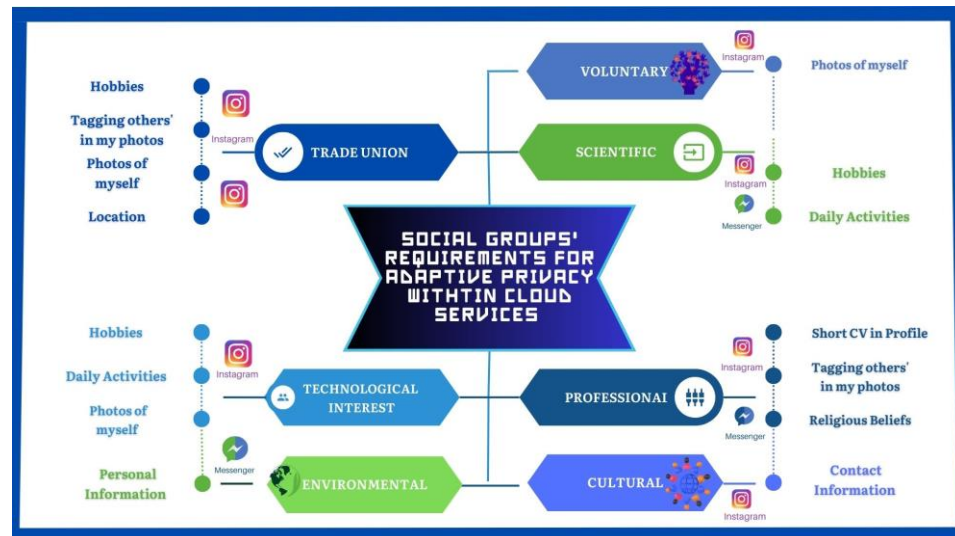 Hobbies
Tagging others'
in my photos
Photos of
myself
Location
Instagram
TRADE UNION
VOLUNTARY
Instagram
Photos of myself
SCIENTIFIC
Instagram
Messenger
Hobbies
Daily Activities
SOCIAL GROUPS'
REQUIREMENTS FOR
ADAPTIVE PRIVACY
WITHTIN CLOUD
SERVICES
Hobbies
Daily Activities
Photos of
myself
Instagram
TECHNOLOGICAL
INTEREST
Personal
Information
Messenger
ENVIRONMENTAL
PROFESSIONAl
Instagram
Messenger
Short CV in Profile
Tagging others'
in my photos
Religious Beliefs
CULTURAL
Instagram
Contact
Information